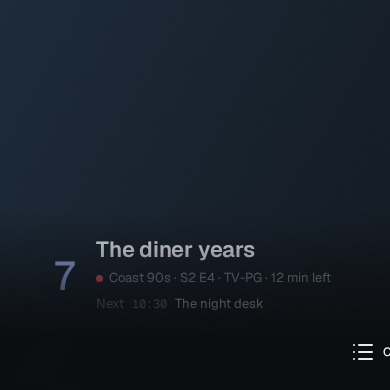 The diner years
7
Coast 90s · S2 E4 · TV-PG · 12 min left
Next 10:30 The night desk